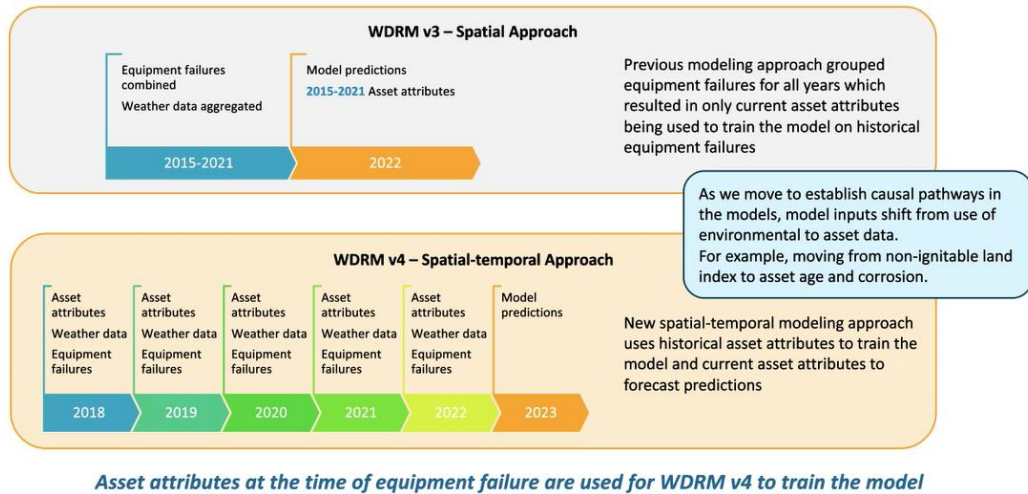 WDRM v3 – Spatial Approach
Equipment failures
combined
Weather data aggregated
Model predictions
2015-2021 Asset attributes
2015-2021
2022
Previous modeling approach grouped
equipment failures for all years which
resulted in only current asset attributes
being used to train the model on historical
equipment failures
As we move to establish causal pathways in
the models, model inputs shift from use of
environmental to asset data.
For example, moving from non-ignitable land
index to asset age and corrosion.
WDRM v4 – Spatial-temporal Approach
Asset
attributes
Weather data
Equipment
failures
Asset
attributes
Weather data
Equipment
failures
Asset
attributes
Weather data
Equipment
failures
Asset
attributes
Weather data
Equipment
failures
Asset
attributes
Weather data
Equipment
failures
Model
predictions
2018
2019
2020
2021
2022
2023
New spatial-temporal modeling approach
uses historical asset attributes to train the
model and current asset attributes to
forecast predictions
Asset attributes at the time of equipment failure are used for WDRM v4 to train the model